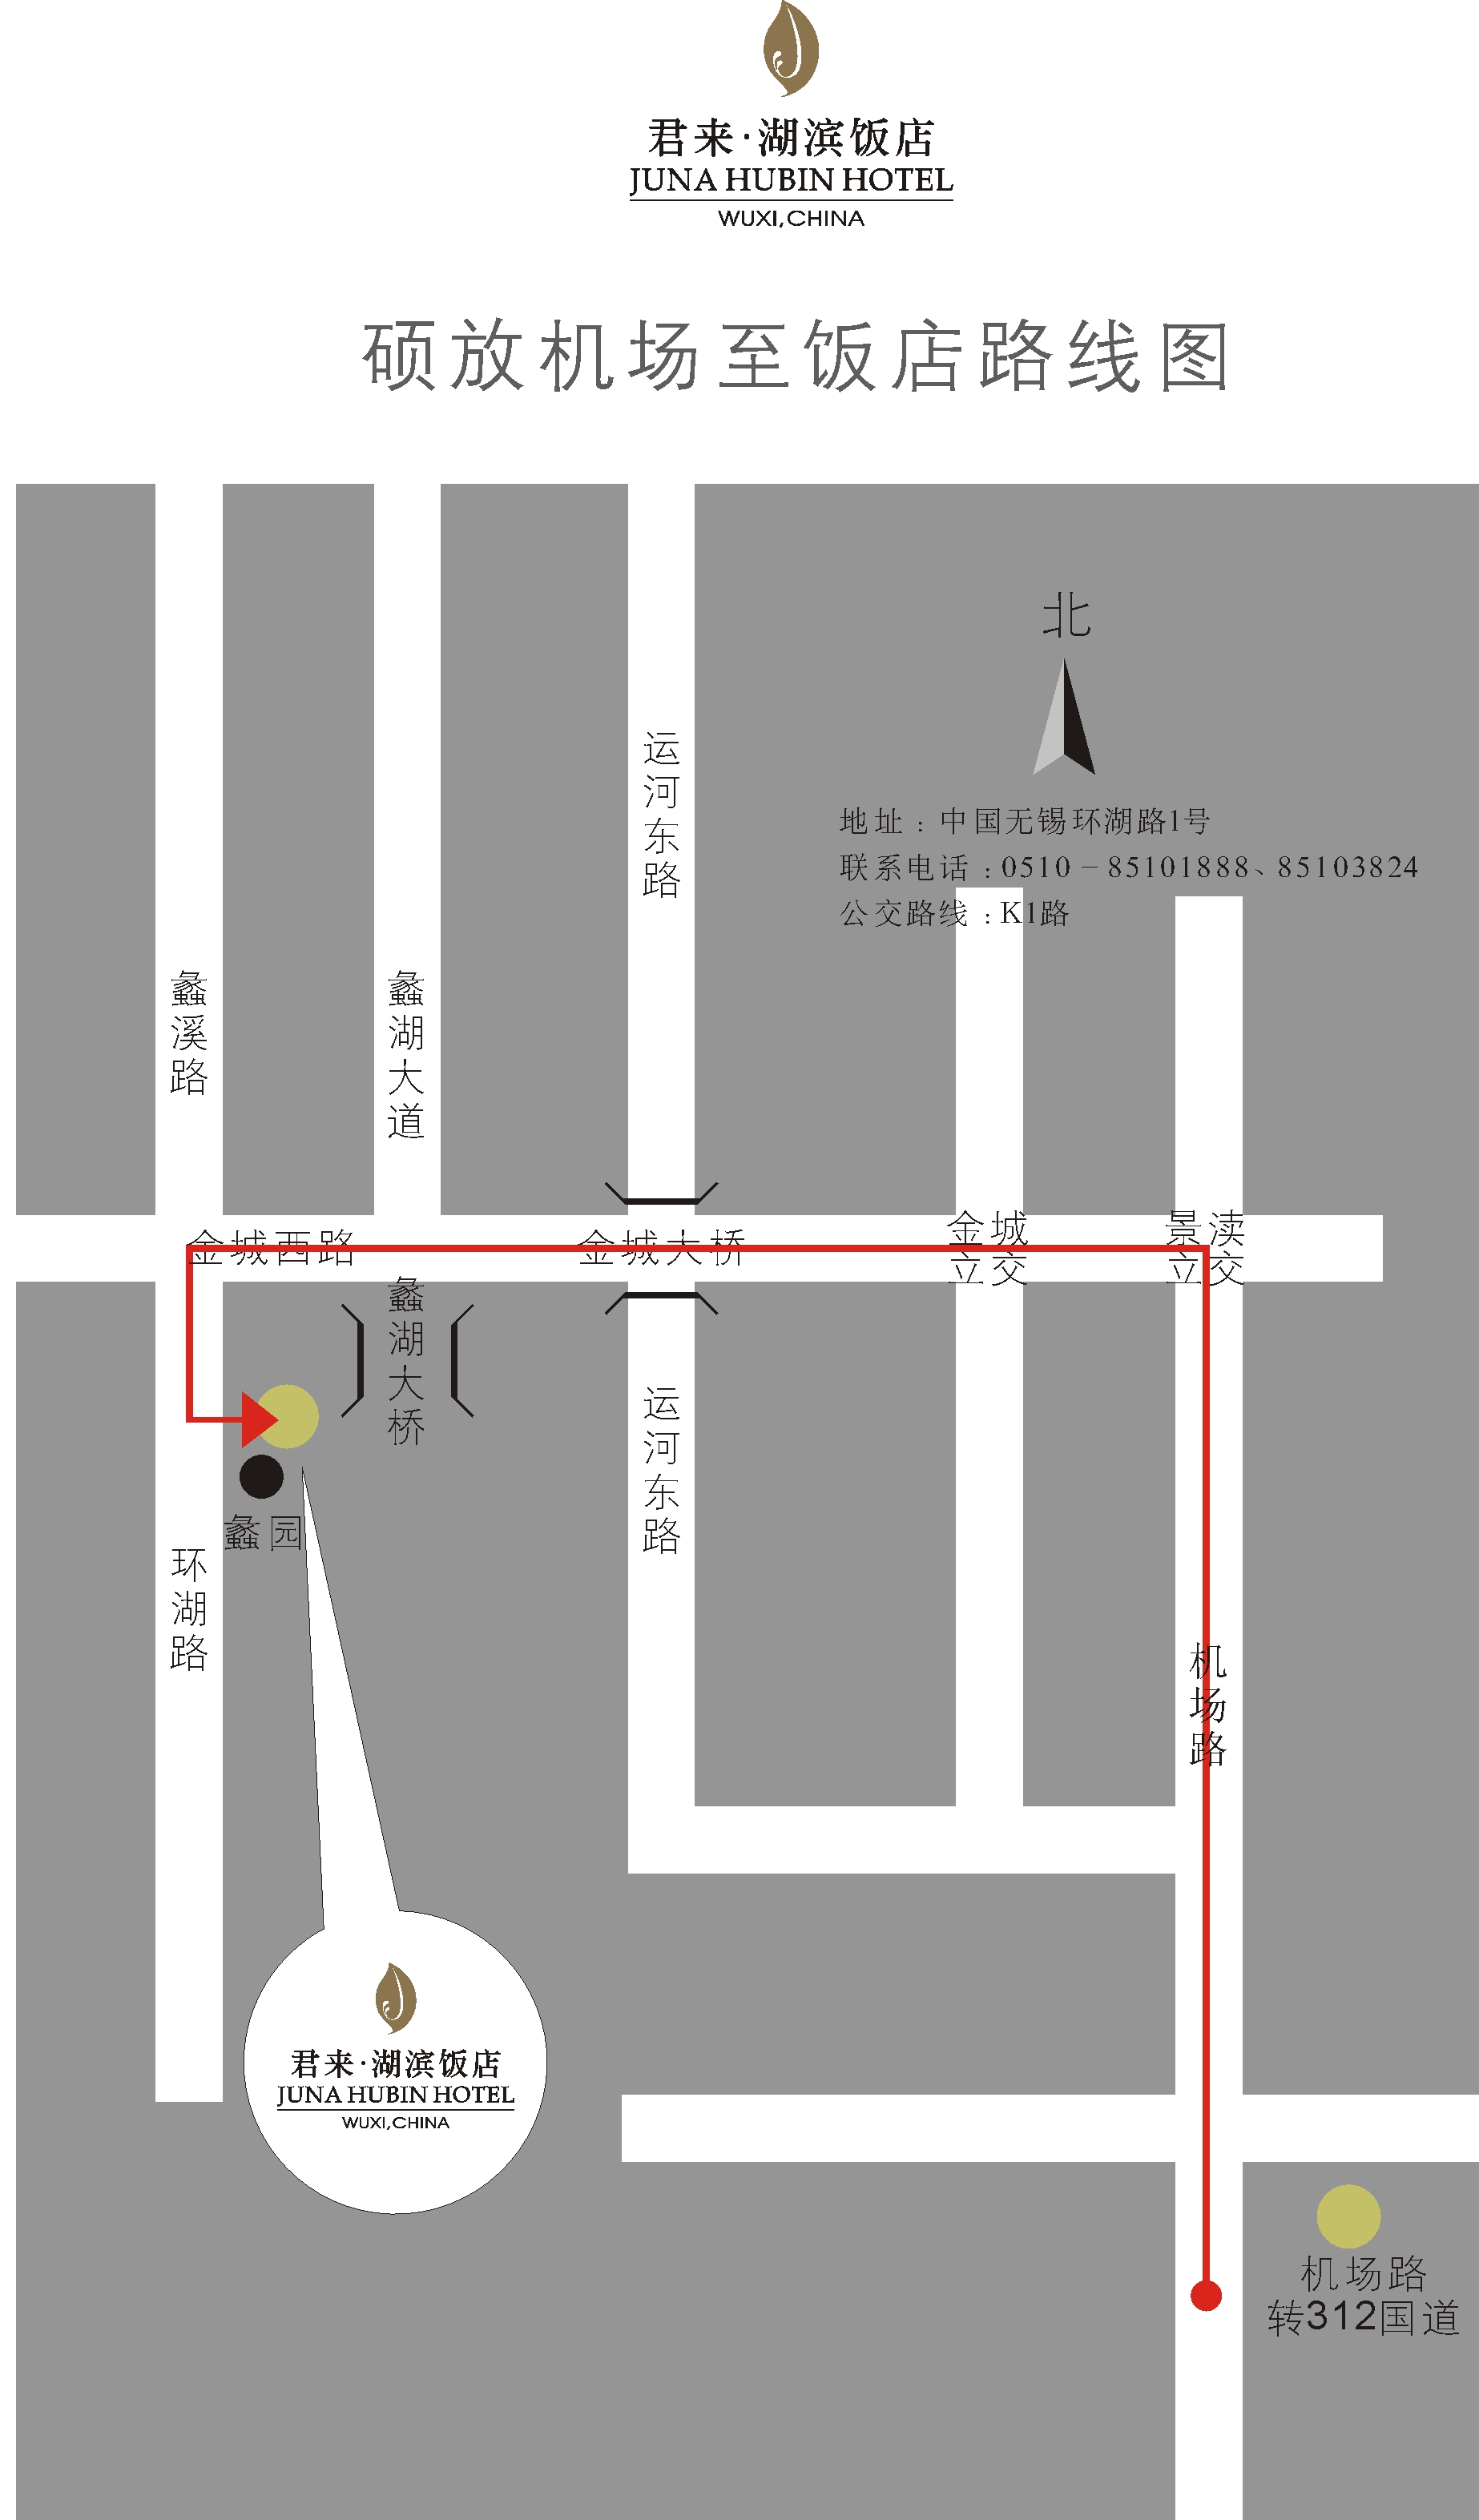 君来·湖滨饭店
JUNA HUBIN HOTEL
WUXI,CHINA
硕放机场至饭店路线图
北
地址：中国无锡环湖路1号
联系电话：0510－85101888、85103824
公交路线：K1路
运河东路
蠡溪路
蠡湖大道
金城西路
金城大桥
金城
立交
景渎
立交
蠡湖大桥
运河东路
蠡园
环湖路
机场路
君来·湖滨饭店
JUNA HUBIN HOTEL
WUXI,CHINA
机场路
转312国道